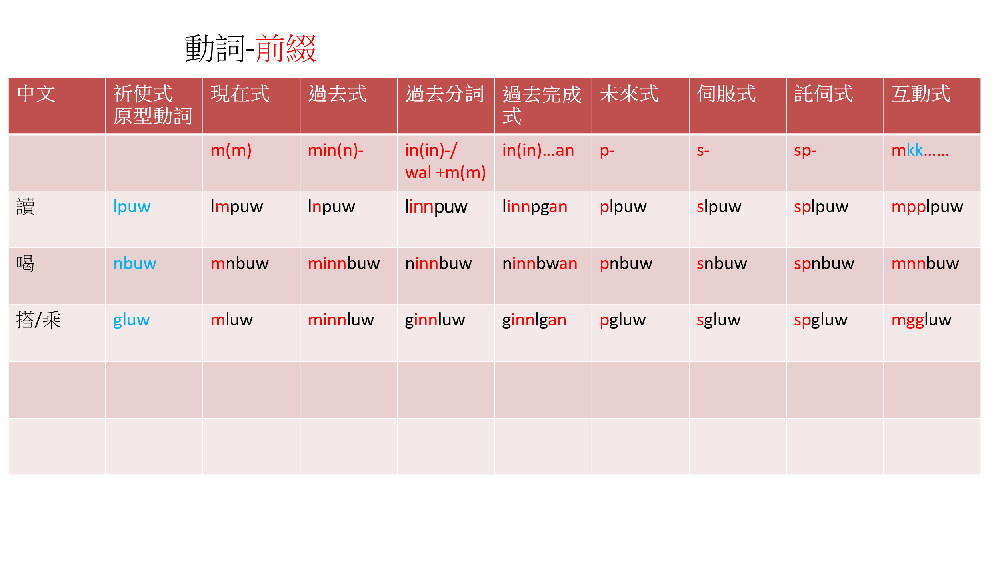 動詞-前綴
中文 祈使式 現在式 過去式 過去分詞 過去完成 未來式 伺服式 託伺式 互動式
原型動詞 式
m(m) min(n)- in(in)-/ in(in)...an p- s- sp- mkk......
wal +m(m)
讀 lpuw lmpuw lnpuw linnpuw linnpgan plpuw slpuw splpuw mpplpuw
喝 nbuw mnbuw minnbuw ninnbuw ninnbwan pnbuw snbuw spnbuw mnnbuw
搭/乘 gluw mluw minnluw ginnluw ginnlgan pgluw sgluw spgluw mggluw